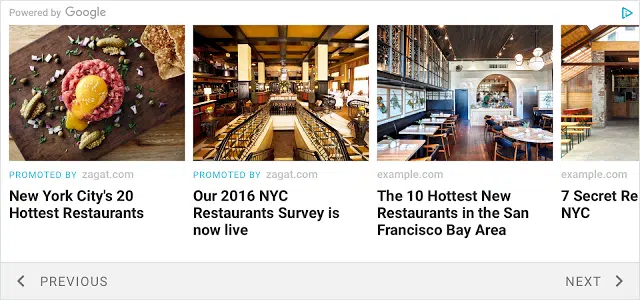 Powered by Google
PROMOTED BY zagat.com
New York City's 20
Hottest Restaurants
PROMOTED BY zagat.com
Our 2016 NYC
Restaurants Survey is
now live
example.com
The 10 Hottest New
Restaurants in the San
Francisco Bay Area
example.com
7 Secret Re
NYC
PREVIOUS
NEXT